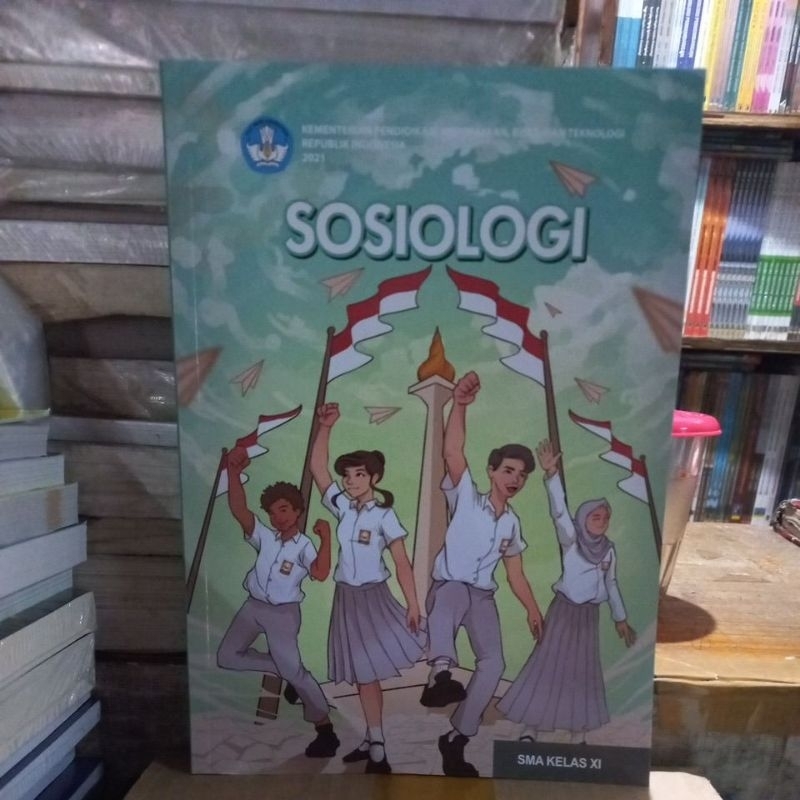 KEMENTERIAN PENDIDIKAN, KEBUDAYAAN, RISET, DAN TEKNOLOGI
REPUBLIK INDONESIA
2021
SOSIOLOGI
SMA KELAS XI